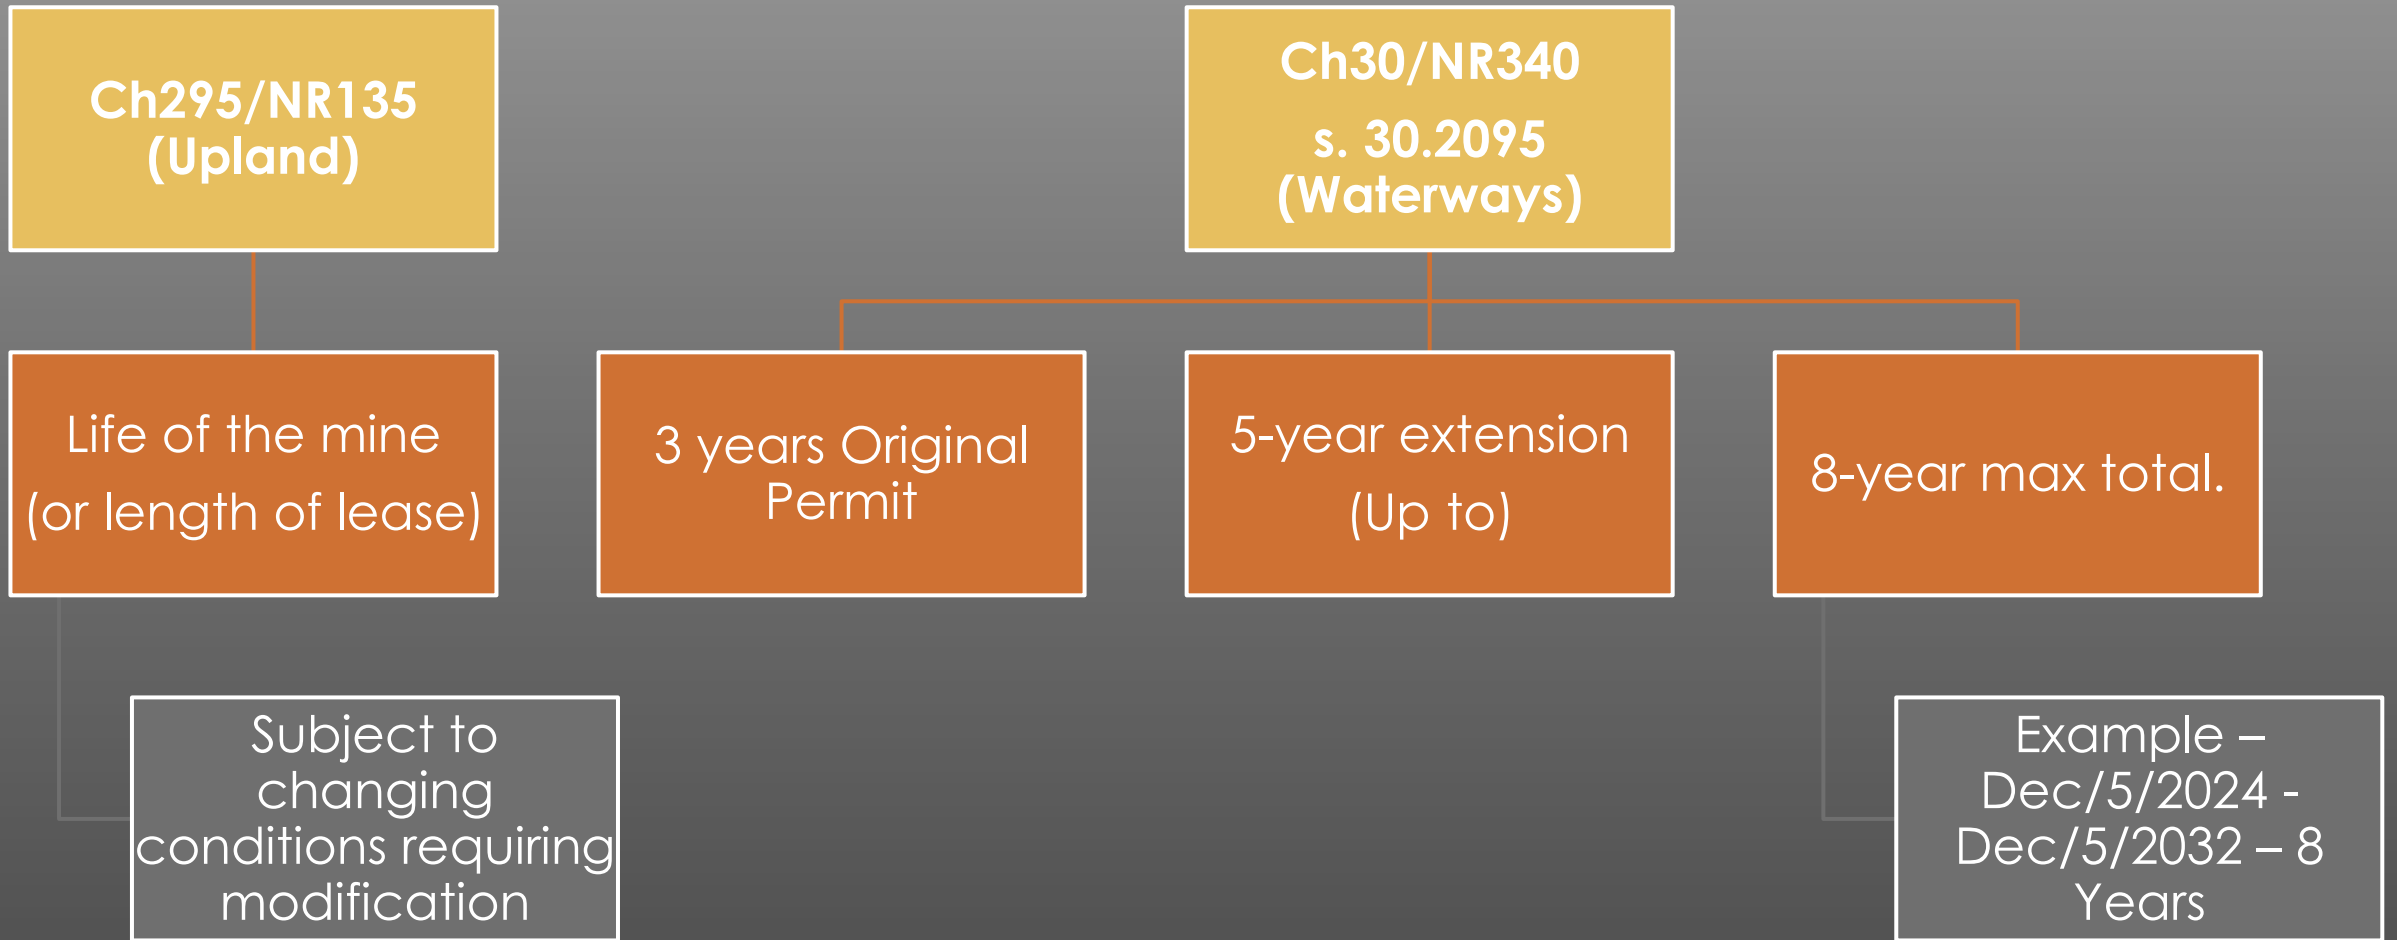 Ch295/NR135
(Upland)
Ch30/NR340
s. 30.2095
(Waterways)
Life of the mine
(or length of lease)
3 years Original
Permit
5-year extension
(Up to)
8-year max total.
Subject to
changing
conditions requiring
modification
Example –
Dec/5/2024 -
Dec/5/2032 – 8
Years